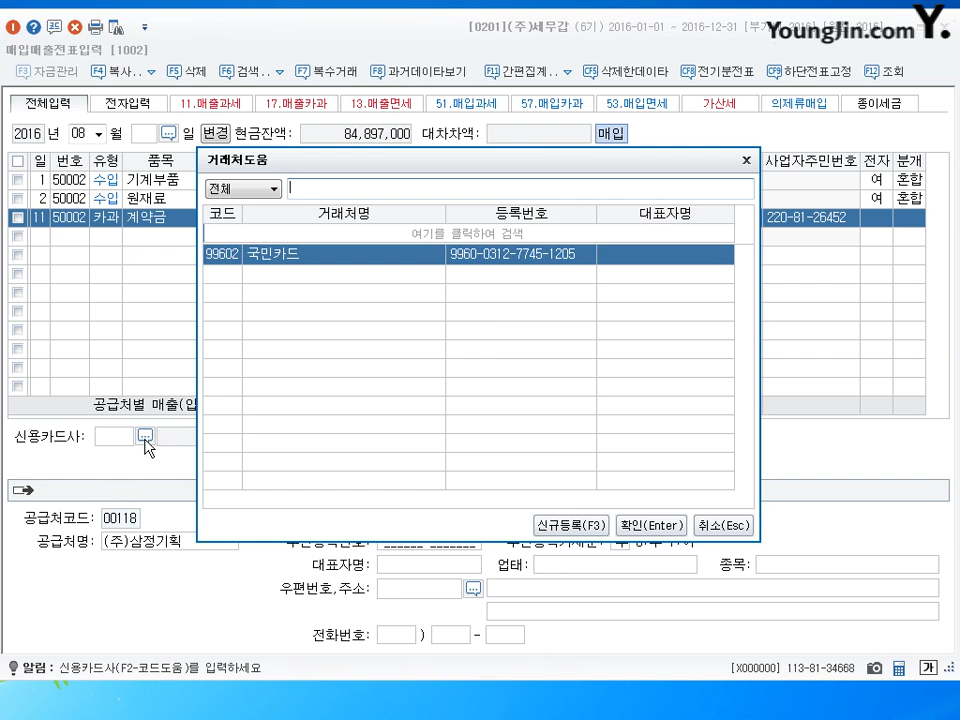 [0201](주)세무갑 (6기) 2016-01-01 ~ 2016-12-31
YoungJin.com Y.
매입매출전표입력 [1002]
F3 자금관리 F4 복사.. F5 삭제 F6 검색.. F7 복수거래 F8 과거데이타보기 F11 간편집계.. CF5 삭제한데이타 CF8 전기분전표 CF9 하단전표고정 F12 조회
전체입력 전자입력 11.매출과세 17.매출카과 13.매출면세 51.매입과세 57.매입카과 53.매입면세 가산세 의제류매입 종이세금
2016 년 08 월 일 변경 현금잔액: 84,897,000 대차차액: 매입
일 번호 유형 품목 사업자주민번호 전자 분개
1 50002 수입 기계부품 여 혼합
2 50002 수입 원재료 여 혼합
11 50002 카과 계약금 220-81-26452 혼합
공급처별 매출(입
거래처도움
전체
코드 거래처명 등록번호 대표자명
여기를 클릭하여 검색
99602 국민카드 9960-0312-7745-1205
신규등록(F3) 확인(Enter) 취소(Esc)
신용카드사:
공급처코드: 00118
공급처명: (주)삼정기획
대표자명: 업태: 종목:
우편번호,주소:
전화번호: ) -
알림 : 신용카드사(F2-코드도움)를 입력하세요 [X000000] 113-81-34668 가